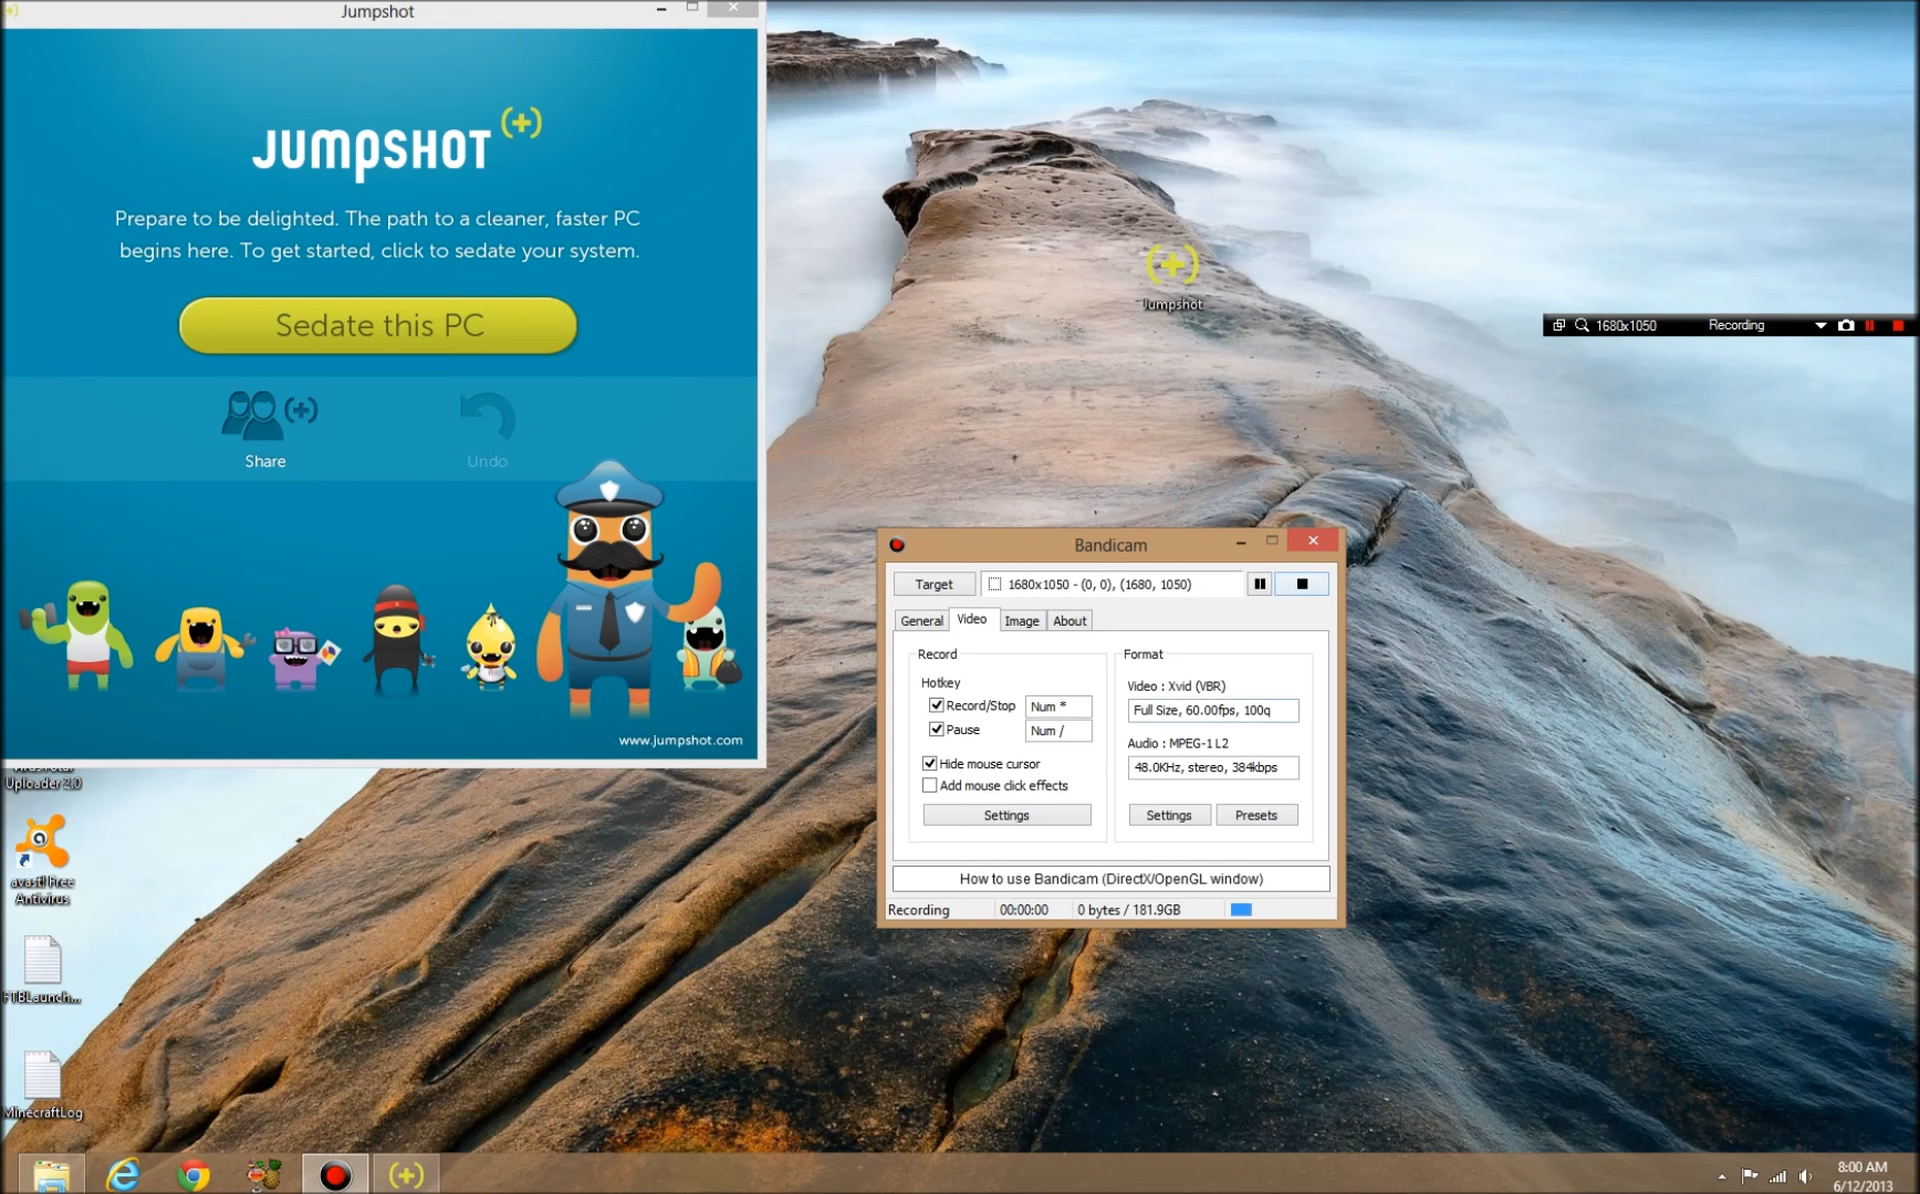 Jumpshot
JUMPSHOT (+)
Prepare to be delighted. The path to a cleaner, faster PC
begins here. To get started, click to sedate your system.
Sedate this PC
Share
Undo
www.jumpshot.com
Jumpshot
1680x1050 Recording
Bandicam
Target 1680x1050 - (0, 0), (1680, 1050)
General Video Image About
Record
Hotkey
Record/Stop Num *
Pause Num /
Hide mouse cursor
Add mouse click effects
Settings
Format
Video : Xvid (VBR)
Full Size, 60.00fps, 100q
Audio : MPEG-1 L2
48.0KHz, stereo, 384kbps
Settings Presets
How to use Bandicam (DirectX/OpenGL window)
Recording 00:00:00 0 bytes / 181.9GB
Uploader 2.0
avast! Free
Antivirus
FTBLaunch...
MinecraftLog
8:00 AM
6/12/2013